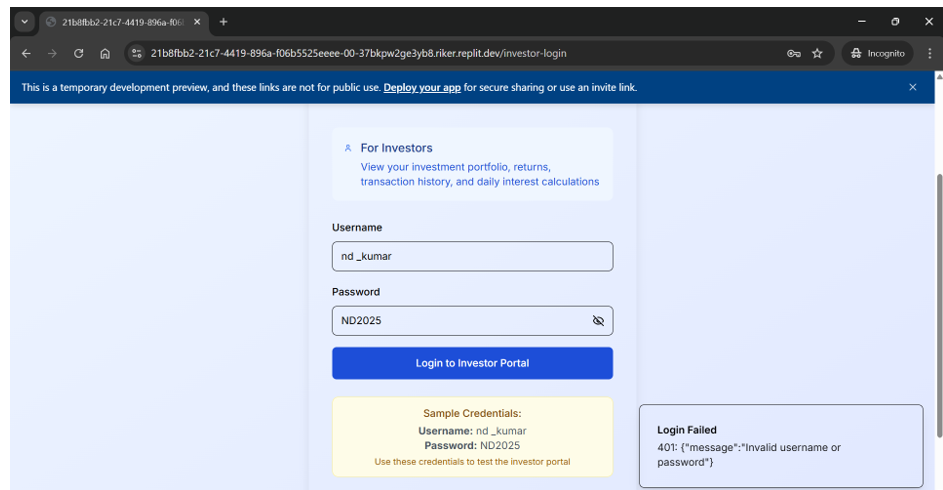 21b8fbb2-21c7-4419-896a-f06l
21b8fbb2-21c7-4419-896a-f06b5525eeee-00-37bkpw2ge3yb8.riker.replit.dev/investor-login
Incognito
This is a temporary development preview, and these links are not for public use. Deploy your app for secure sharing or use an invite link.
For Investors
View your investment portfolio, returns,
transaction history, and daily interest calculations
Username
nd _kumar
Password
ND2025
Login to Investor Portal
Sample Credentials:
Username: nd _kumar
Password: ND2025
Use these credentials to test the investor portal
Login Failed
401: {"message":"Invalid username or
password"}